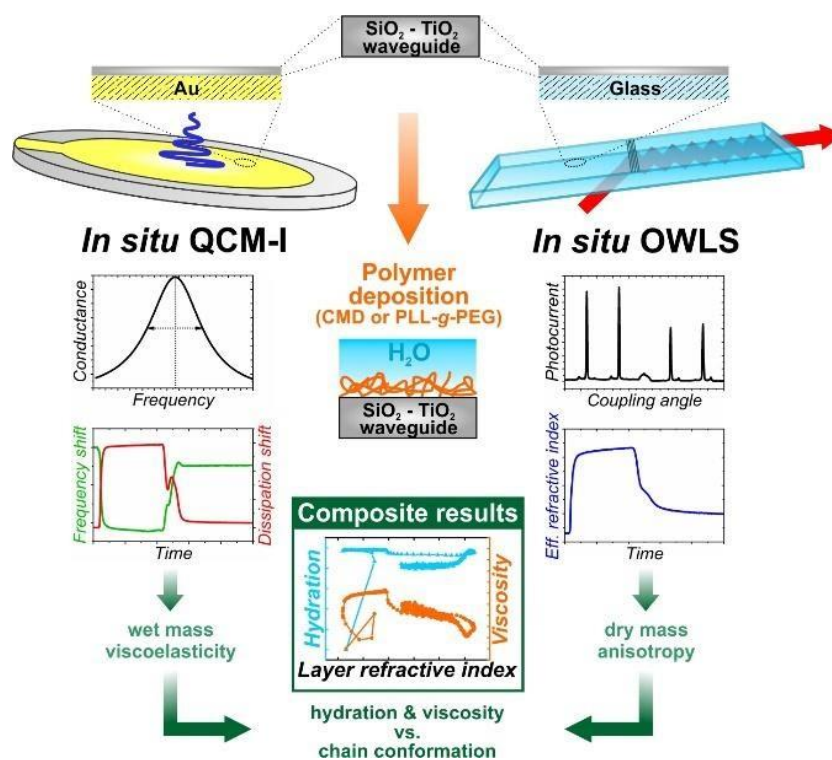 SiO2 - TiO2
waveguide
Au
Glass
In situ QCM-I
In situ OWLS
Polymer
deposition
(CMD or PLL-g-PEG)
H2O
SiO2 - TiO2
waveguide
Conductance
Frequency
Photocurrent
Coupling angle
Frequency shift
Dissipation shift
Time
Eff. refractive index
Time
Composite results
Hydration
Viscosity
Layer refractive index
wet mass
viscoelasticity
dry mass
anisotropy
hydration & viscosity
vs.
chain conformation